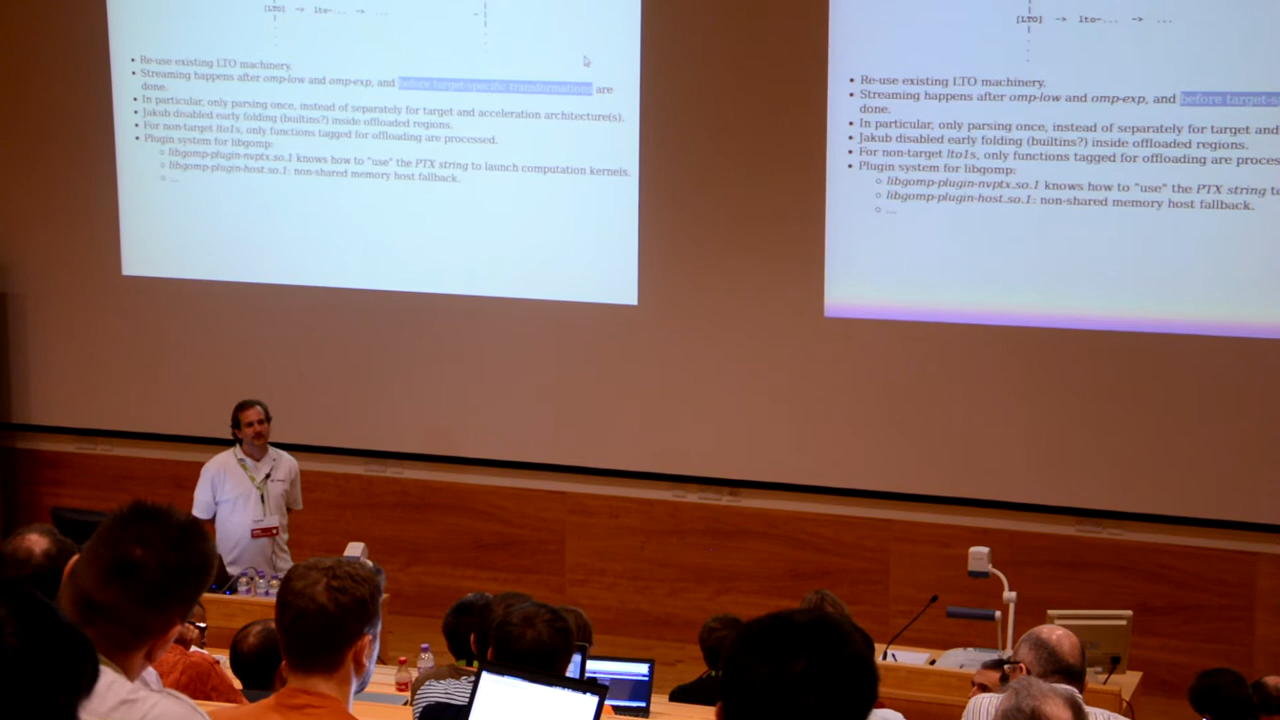 [LTO] -> lto-... -> ...
• Re-use existing LTO machinery.
• Streaming happens after omp-low and omp-exp, and before target-specific transformations are
done.
• In particular, only parsing once, instead of separately for target and acceleration architecture(s).
• Jakub disabled early folding (builtins?) inside offloaded regions.
• For non-target lto1s, only functions tagged for offloading are processed.
• Plugin system for libgomp:
◦ libgomp-plugin-nvptx.so.1 knows how to "use" the PTX string to launch computation kernels.
◦ libgomp-plugin-host.so.1: non-shared memory host fallback.
◦ ...
[LTO] -> lto-... -> ...
• Re-use existing LTO machinery.
• Streaming happens after omp-low and omp-exp, and before target-s
done.
• In particular, only parsing once, instead of separately for target and
• Jakub disabled early folding (builtins?) inside offloaded regions.
• For non-target lto1s, only functions tagged for offloading are proces
• Plugin system for libgomp:
◦ libgomp-plugin-nvptx.so.1 knows how to "use" the PTX string to
◦ libgomp-plugin-host.so.1: non-shared memory host fallback.
◦ ...